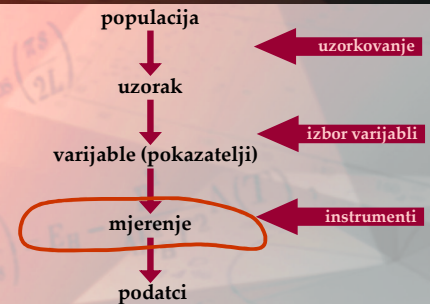 populacija
uzorkovanje
uzorak
izbor varijabli
varijable (pokazatelji)
instrumenti
mjerenje
podatci